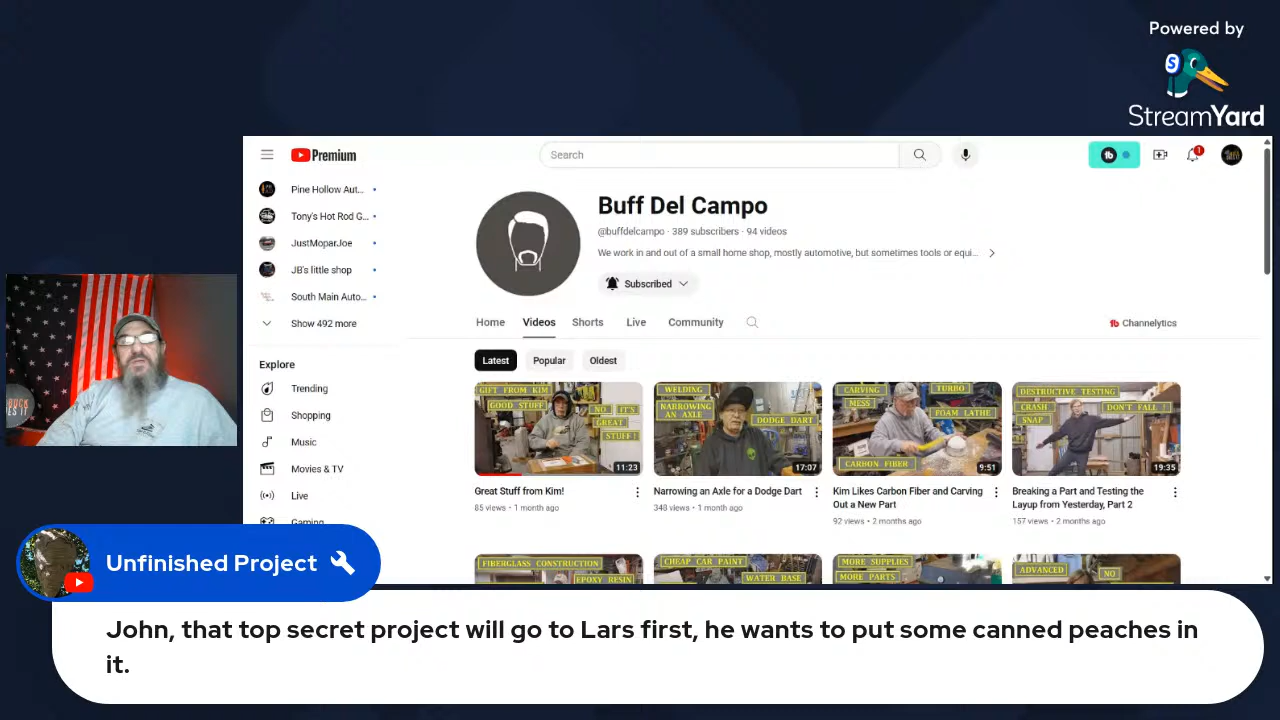 Powered by
StreamYard
Premium
Search
1
Pine Hollow Aut...
Tony's Hot Rod G...
JustMoparJoe
JB's little shop
South Main Auto...
Show 492 more
Explore
Trending
Shopping
Music
Movies & TV
Live
Gaming
Buff Del Campo
@buffdelcampo · 389 subscribers · 94 videos
We work in and out of a small home shop, mostly automotive, but sometimes tools or equi...
Subscribed
Home Videos Shorts Live Community
Channelytics
Latest Popular Oldest
GIFT FROM KIM
GOOD STUFF
NO IT'S
GREAT
STUFF!
11:23
Great Stuff from Kim!
85 views · 1 month ago
WELDING
NARROWING
AN AXLE
DODGE DART
17:07
Narrowing an Axle for a Dodge Dart
348 views · 1 month ago
CARVING
MESS
TURBO
FOAM LATHE
CARBON FIBER
9:51
Kim Likes Carbon Fiber and Carving
Out a New Part
92 views · 2 months ago
DESTRUCTIVE TESTING
CRASH
SNAP
DON'T FALL !
19:35
Breaking a Part and Testing the
Layup from Yesterday, Part 2
157 views · 2 months ago
FIBERGLASS CONSTRUCTION
EPOXY RESIN
CHEAP CAR PAINT
WATER BASE
MORE SUPPLIES
MORE PARTS
ADVANCED
NO
Unfinished Project
John, that top secret project will go to Lars first, he wants to put some canned peaches in
it.